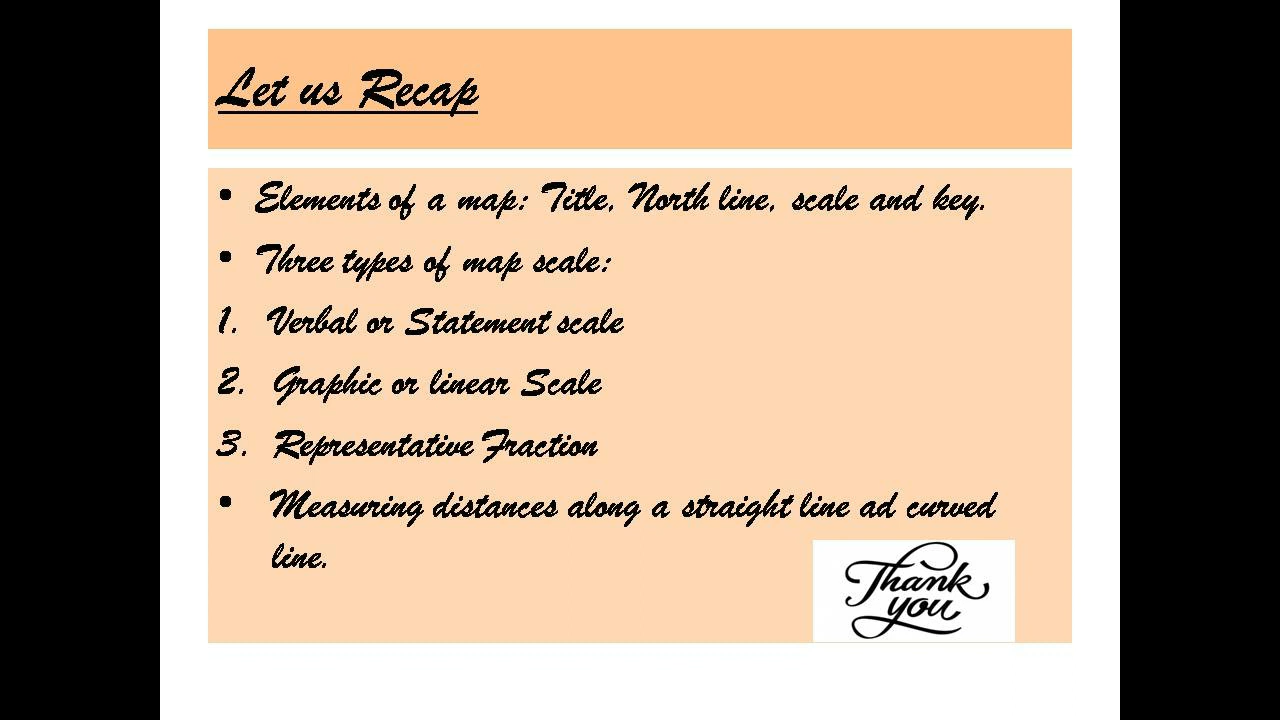 Let us Recap
• Elements of a map: Title, North line, scale and key.
• Three types of map scale:
1. Verbal or Statement scale
2. Graphic or linear Scale
3. Representative Fraction
• Measuring distances along a straight line ad curved
line.
Thank
you